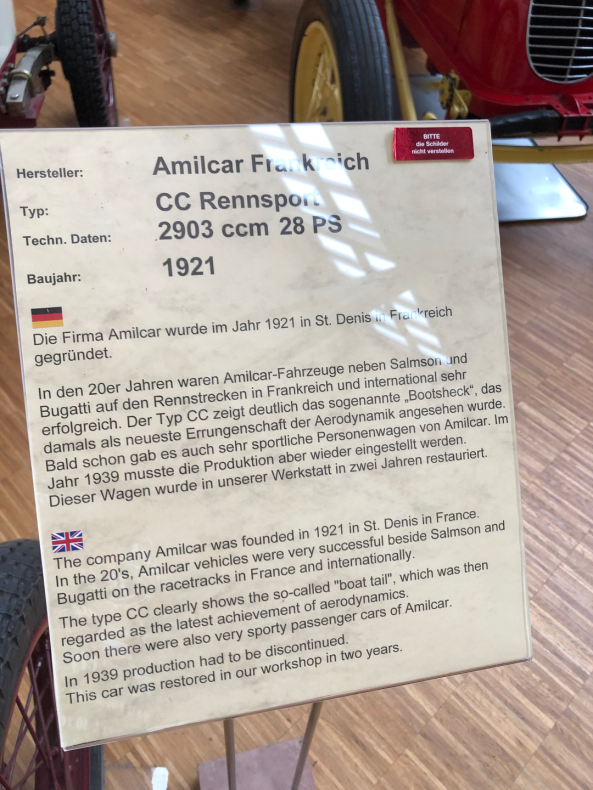 BITTE
die Schilder
nicht verstellen
Hersteller: Amilcar Frankreich
Typ: CC Rennsport
Techn. Daten: 2903 ccm 28 PS
Baujahr: 1921
Die Firma Amilcar wurde im Jahr 1921 in St. Denis in Frankreich
gegründet.
In den 20er Jahren waren Amilcar-Fahrzeuge neben Salmson und
Bugatti auf den Rennstrecken in Frankreich und international sehr
erfolgreich. Der Typ CC zeigt deutlich das sogenannte „Bootsheck“, das
damals als neueste Errungenschaft der Aerodynamik angesehen wurde.
Bald schon gab es auch sehr sportliche Personenwagen von Amilcar. Im
Jahr 1939 musste die Produktion aber wieder eingestellt werden.
Dieser Wagen wurde in unserer Werkstatt in zwei Jahren restauriert.
The company Amilcar was founded in 1921 in St. Denis in France.
In the 20's, Amilcar vehicles were very successful beside Salmson and
Bugatti on the racetracks in France and internationally.
The type CC clearly shows the so-called "boat tail", which was then
regarded as the latest achievement of aerodynamics.
Soon there were also very sporty passenger cars of Amilcar.
In 1939 production had to be discontinued.
This car was restored in our workshop in two years.